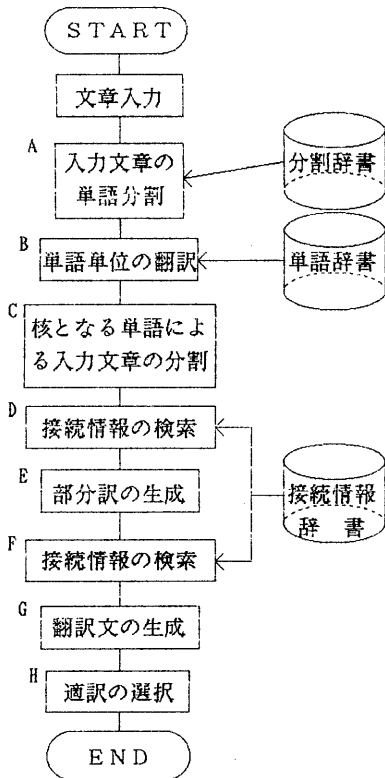 START
文章入力
A
入力文章の
単語分割
分割辞書
B
単語単位の翻訳
単語辞書
C
核となる単語によ
る入力文章の分割
D
接続情報の検索
E
部分訳の生成
接続情報
辞書
F
接続情報の検索
G
翻訳文の生成
H
適訳の選択
END